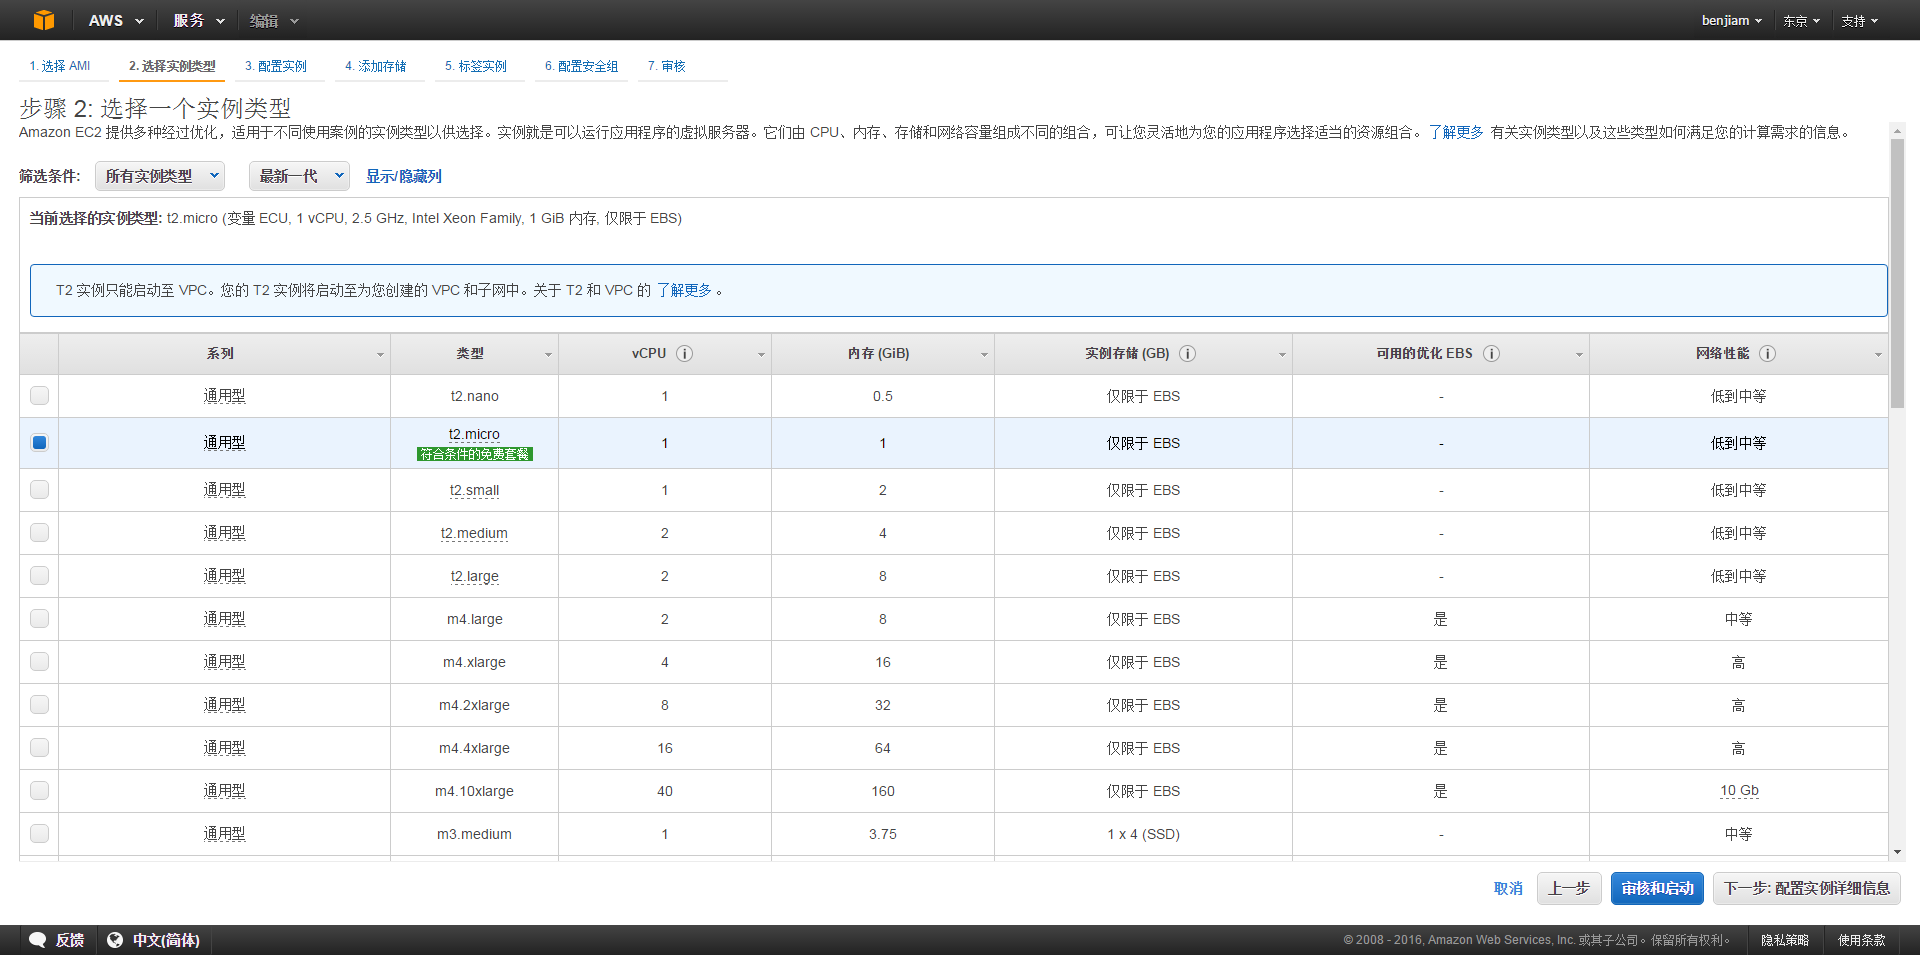 AWS 服务 编辑 benjiam 东京 支持
1. 选择 AMI 2. 选择实例类型 3. 配置实例 4. 添加存储 5. 标签实例 6. 配置安全组 7. 审核
步骤 2: 选择一个实例类型
Amazon EC2 提供多种经过优化，适用于不同使用案例的实例类型以供选择。实例就是可以运行应用程序的虚拟服务器。它们由 CPU、内存、存储和网络容量组成不同的组合，可让您灵活地为您的应用程序选择适当的资源组合。 了解更多 有关实例类型以及这些类型如何满足您的计算需求的信息。
筛选条件: 所有实例类型 最新一代 显示/隐藏列
当前选择的实例类型: t2.micro (变量 ECU, 1 vCPU, 2.5 GHz, Intel Xeon Family, 1 GiB 内存, 仅限于 EBS)
T2 实例只能启动至 VPC。您的 T2 实例将启动至为您创建的 VPC 和子网中。关于 T2 和 VPC 的 了解更多 。
系列 类型 vCPU 内存 (GiB) 实例存储 (GB) 可用的优化 EBS 网络性能
通用型 t2.nano 1 0.5 仅限于 EBS - 低到中等
通用型 t2.micro 1 1 仅限于 EBS - 低到中等
符合条件的免费套餐
通用型 t2.small 1 2 仅限于 EBS - 低到中等
通用型 t2.medium 2 4 仅限于 EBS - 低到中等
通用型 t2.large 2 8 仅限于 EBS - 低到中等
通用型 m4.large 2 8 仅限于 EBS 是 中等
通用型 m4.xlarge 4 16 仅限于 EBS 是 高
通用型 m4.2xlarge 8 32 仅限于 EBS 是 高
通用型 m4.4xlarge 16 64 仅限于 EBS 是 高
通用型 m4.10xlarge 40 160 仅限于 EBS 是 10 Gb
通用型 m3.medium 1 3.75 1 x 4 (SSD) - 中等
取消 上一步 审核和启动 下一步: 配置实例详细信息
反馈 中文(简体) © 2008 - 2016, Amazon Web Services, Inc. 或其子公司。保留所有权利。 隐私策略 使用条款